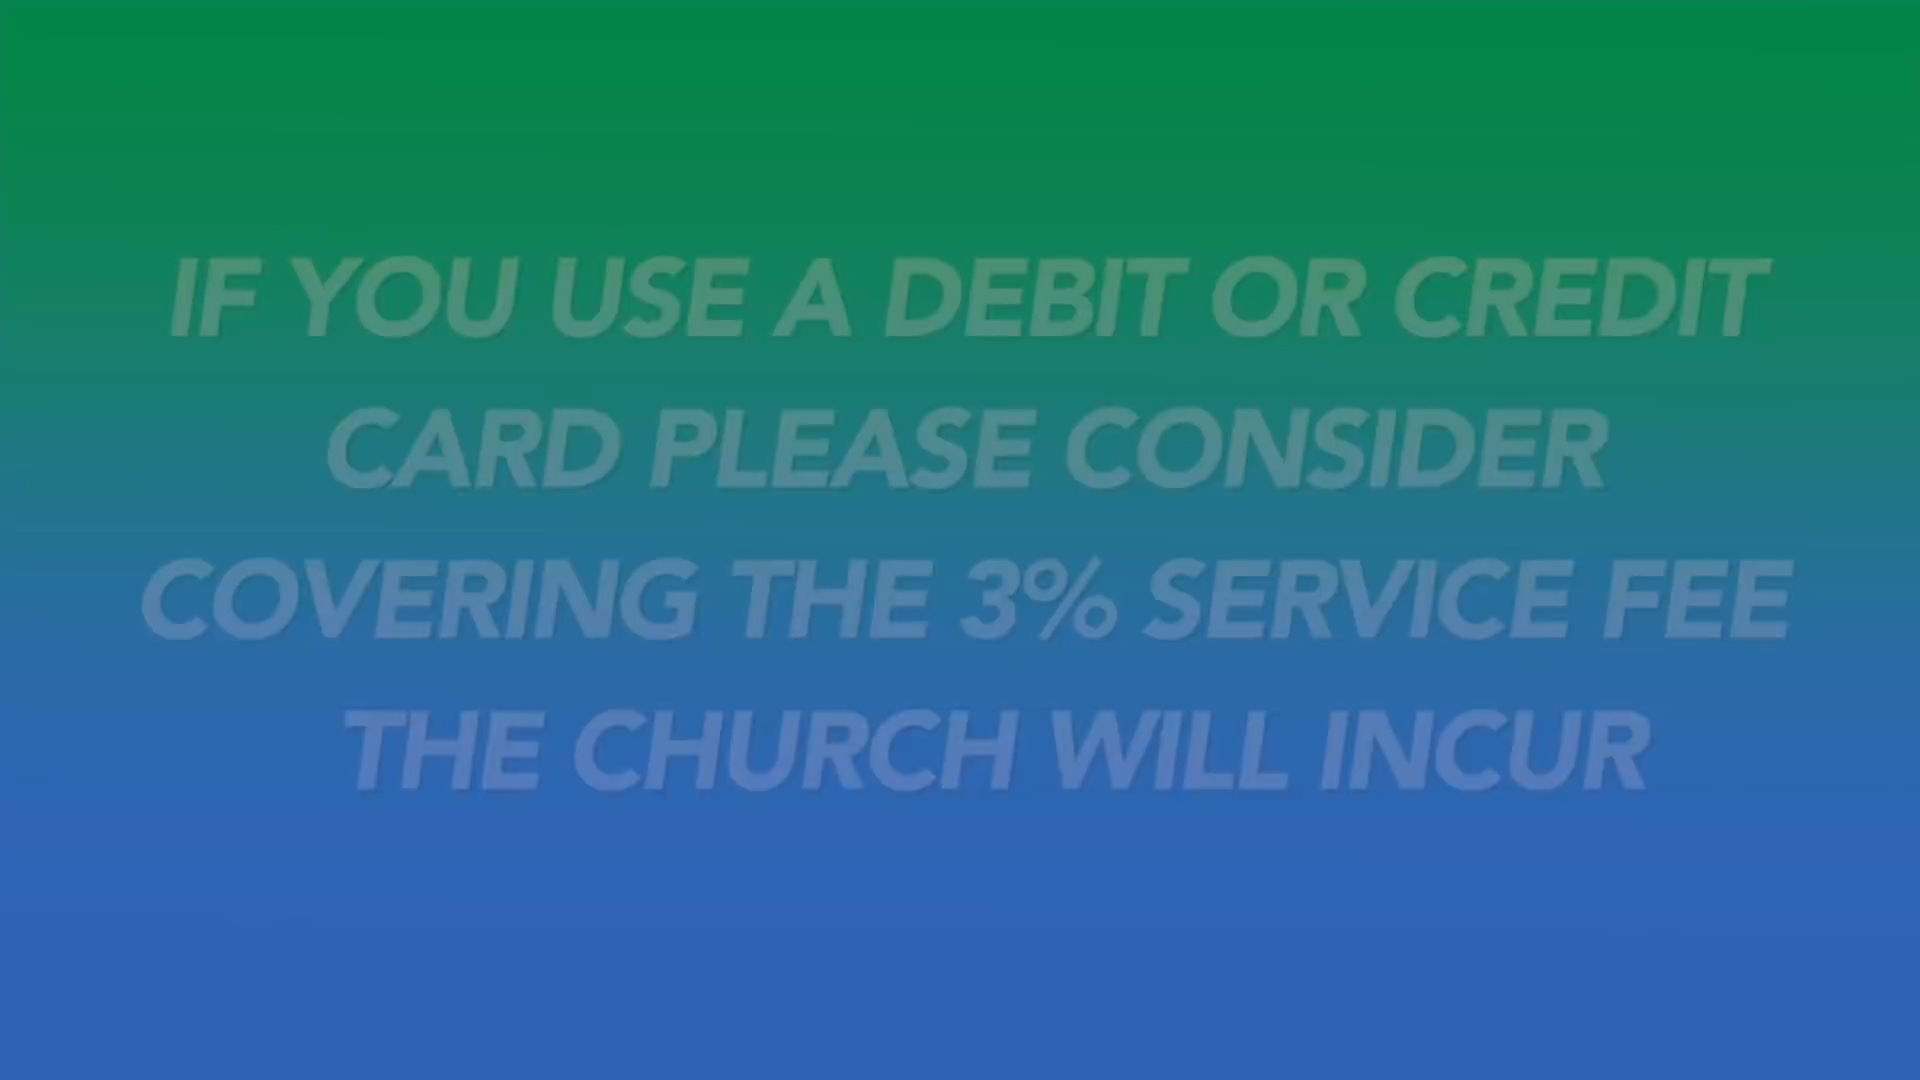 IF YOU USE A DEBIT OR CREDIT
CARD PLEASE CONSIDER
COVERING THE 3% SERVICE FEE
THE CHURCH WILL INCUR